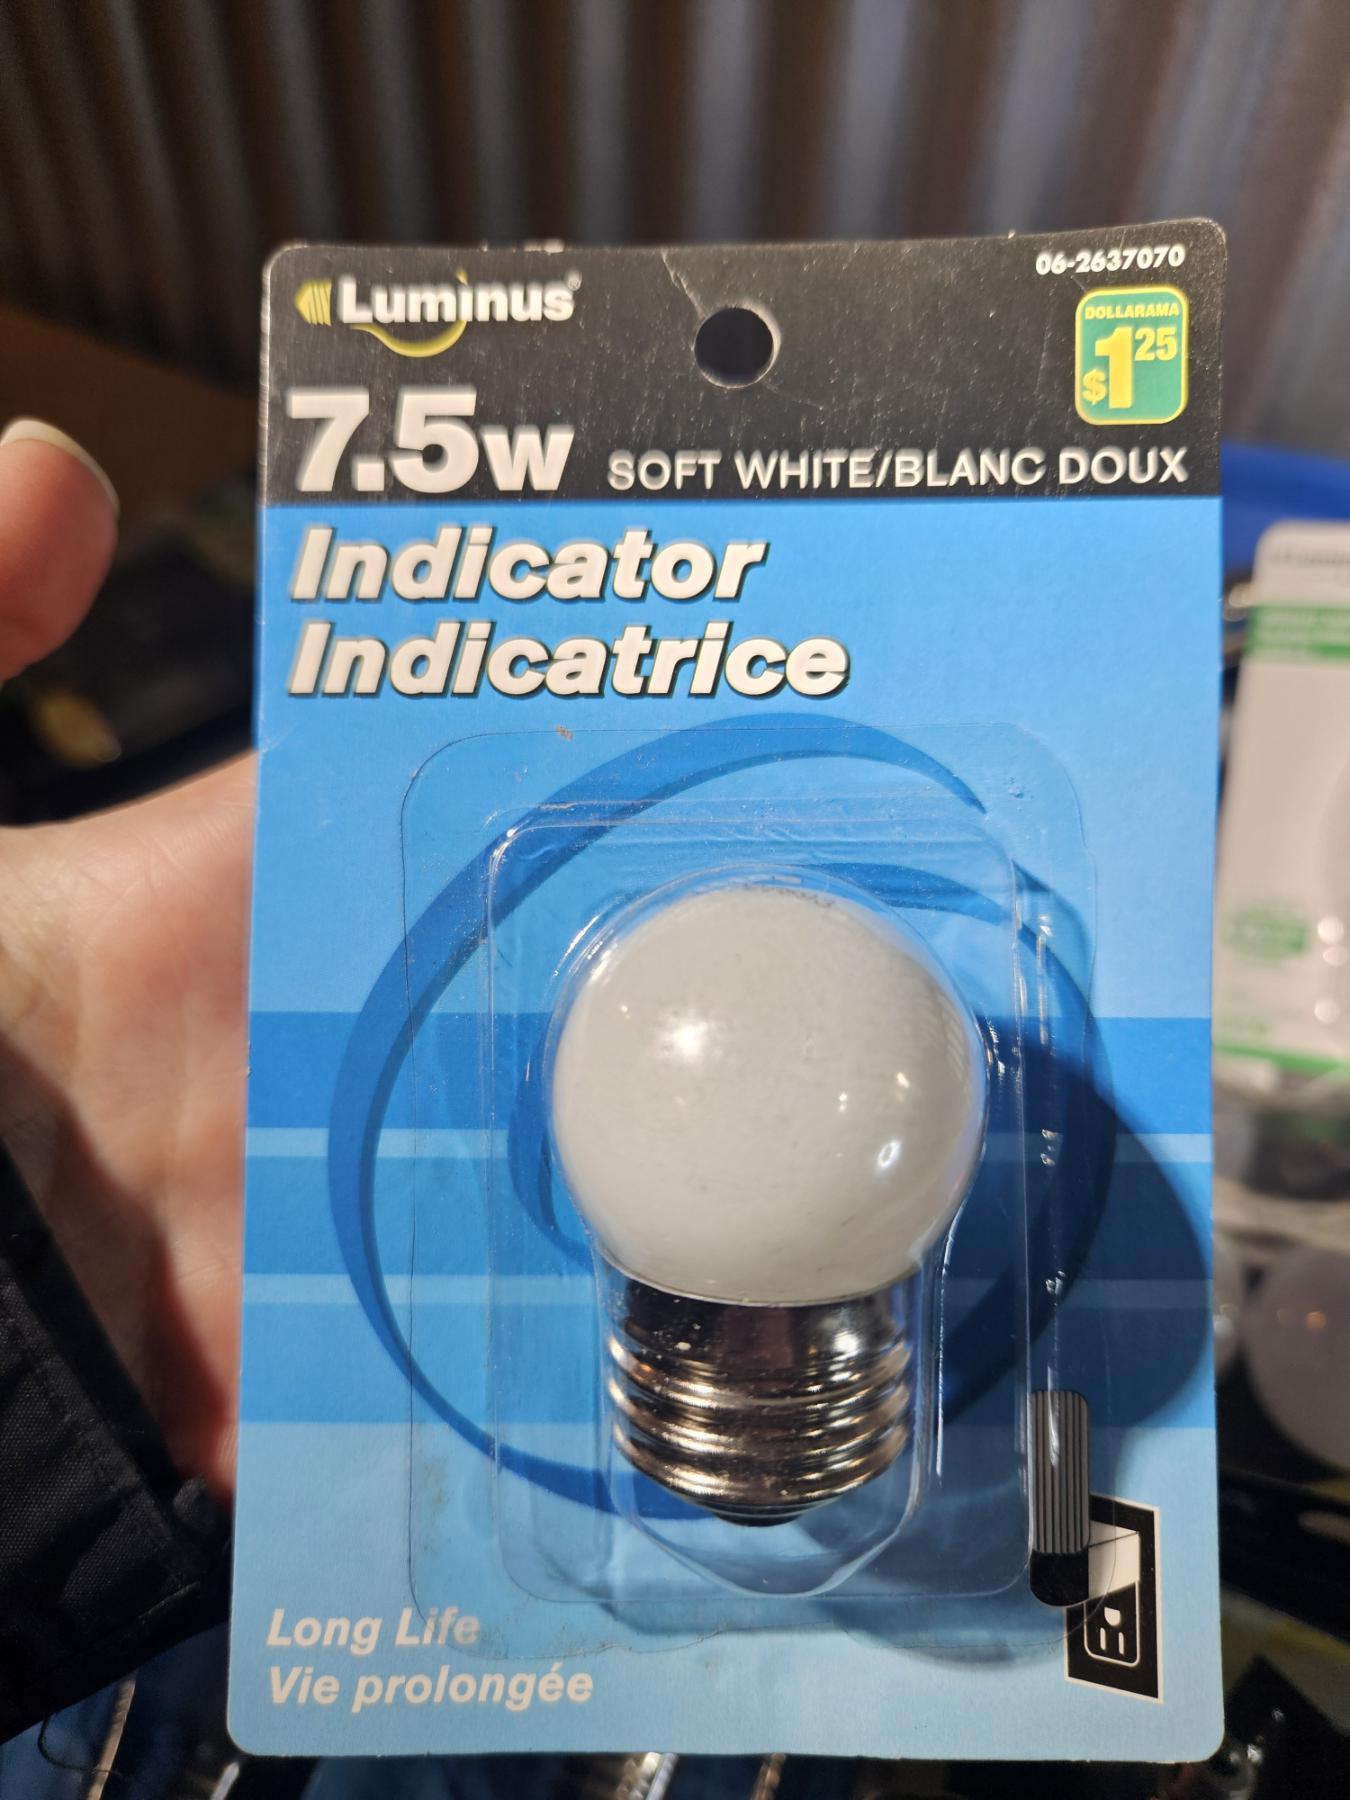 Luminus®
06-2637070
DOLLARAMA
$1.25
7.5w SOFT WHITE/BLANC DOUX
Indicator
Indicatrice
Long Life
Vie prolongée